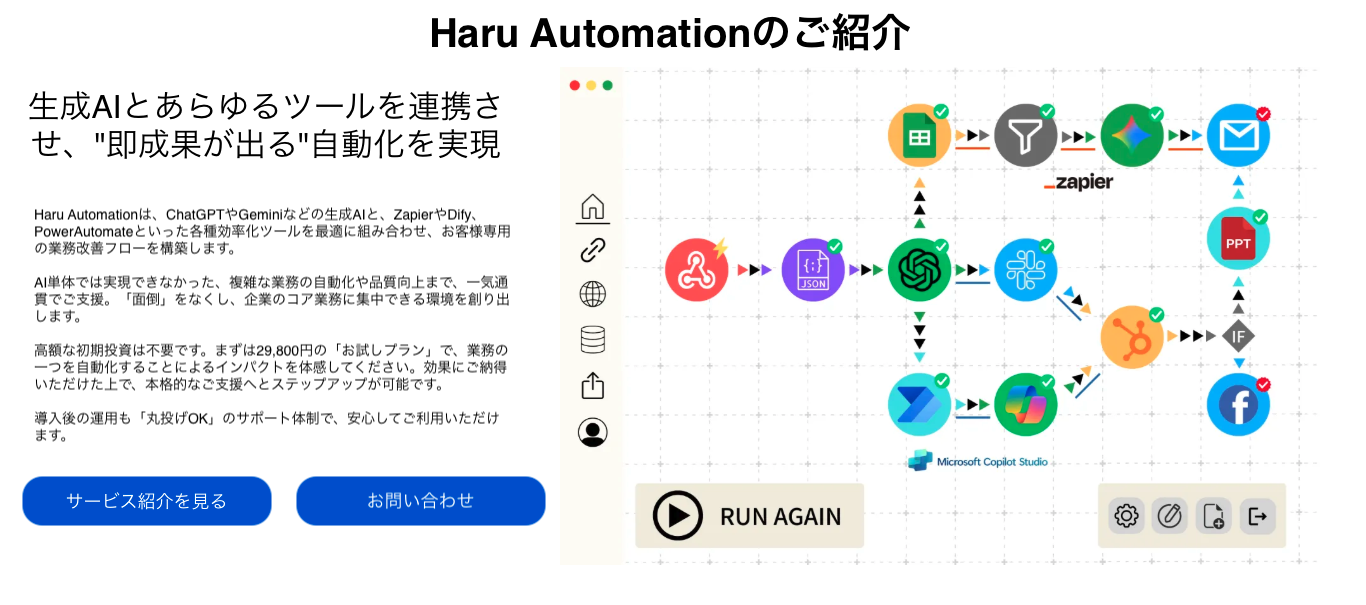 Haru Automationのご紹介
生成AIとあらゆるツールを連携さ
せ、"即成果が出る"自動化を実現
Haru Automationは、ChatGPTやGeminiなどの生成AIと、ZapierやDify、
PowerAutomateといった各種効率化ツールを最適に組み合わせ、お客様専用
の業務改善フローを構築します。
AI単体では実現できなかった、複雑な業務の自動化や品質向上まで、一気通
貫でご支援。「面倒」をなくし、企業のコア業務に集中できる環境を創り出
します。
高額な初期投資は不要です。まずは29,800円の「お試しプラン」で、業務の
一つを自動化することによるインパクトを体感してください。効果にご納得
いただけた上で、本格的なご支援へとステップアップが可能です。
導入後の運用も「丸投げOK」のサポート体制で、安心してご利用いただけ
ます。
サービス紹介を見る
お問い合わせ
_zapier
PPT
{;}
JSON
IF
f
Microsoft Copilot Studio
RUN AGAIN